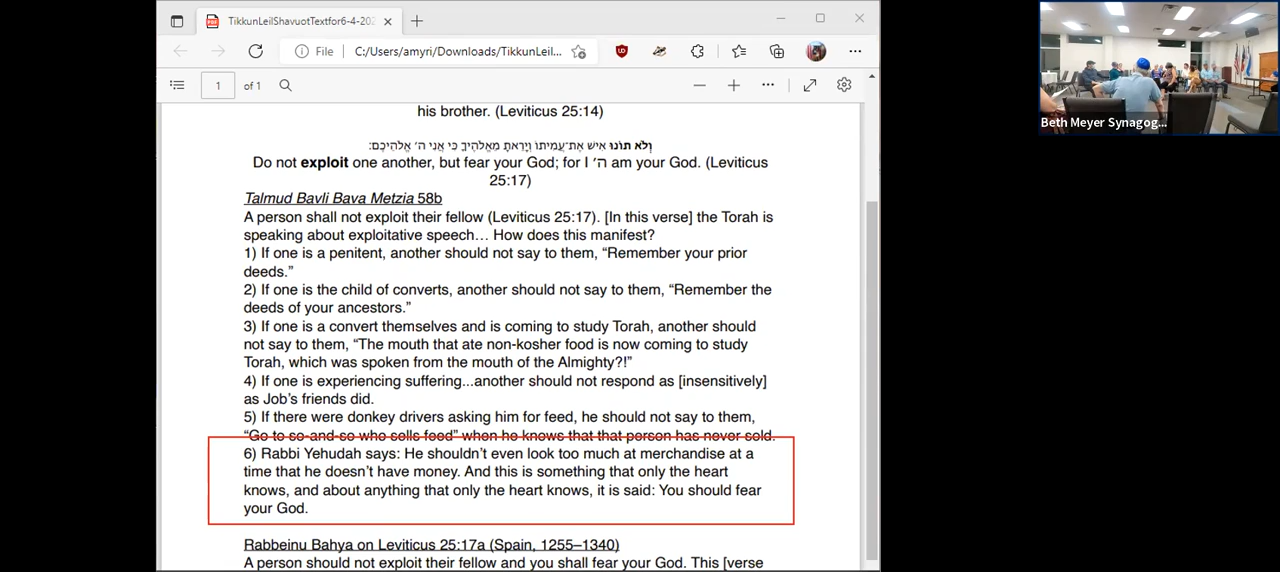 TikkunLeilShavuotTextfor6-4-202
File
C:/Users/amyri/Downloads/TikkunLeil...
1
of 1
Beth Meyer Synagog...
his brother. (Leviticus 25:14)
וְלֹא תוֹנוּ אִישׁ אֶת־עֲמִיתוֹ וְיָרֵאתָ מֵאֱלֹהֶיךָ כִּי אֲנִי ה׳ אֱלֹהֵיכֶם:
Do not exploit one another, but fear your God; for I ה׳ am your God. (Leviticus
25:17)
Talmud Bavli Bava Metzia 58b
A person shall not exploit their fellow (Leviticus 25:17). [In this verse] the Torah is
speaking about exploitative speech… How does this manifest?
1) If one is a penitent, another should not say to them, “Remember your prior
deeds.”
2) If one is the child of converts, another should not say to them, “Remember the
deeds of your ancestors.”
3) If one is a convert themselves and is coming to study Torah, another should
not say to them, “The mouth that ate non-kosher food is now coming to study
Torah, which was spoken from the mouth of the Almighty?!”
4) If one is experiencing suffering...another should not respond as [insensitively]
as Job’s friends did.
5) If there were donkey drivers asking him for feed, he should not say to them,
“Go to so-and-so who sells feed” when he knows that that person has never sold.
6) Rabbi Yehudah says: He shouldn’t even look too much at merchandise at a
time that he doesn’t have money. And this is something that only the heart
knows, and about anything that only the heart knows, it is said: You should fear
your God.
Rabbeinu Bahya on Leviticus 25:17a (Spain, 1255–1340)
A person should not exploit their fellow and you shall fear your God. This [verse